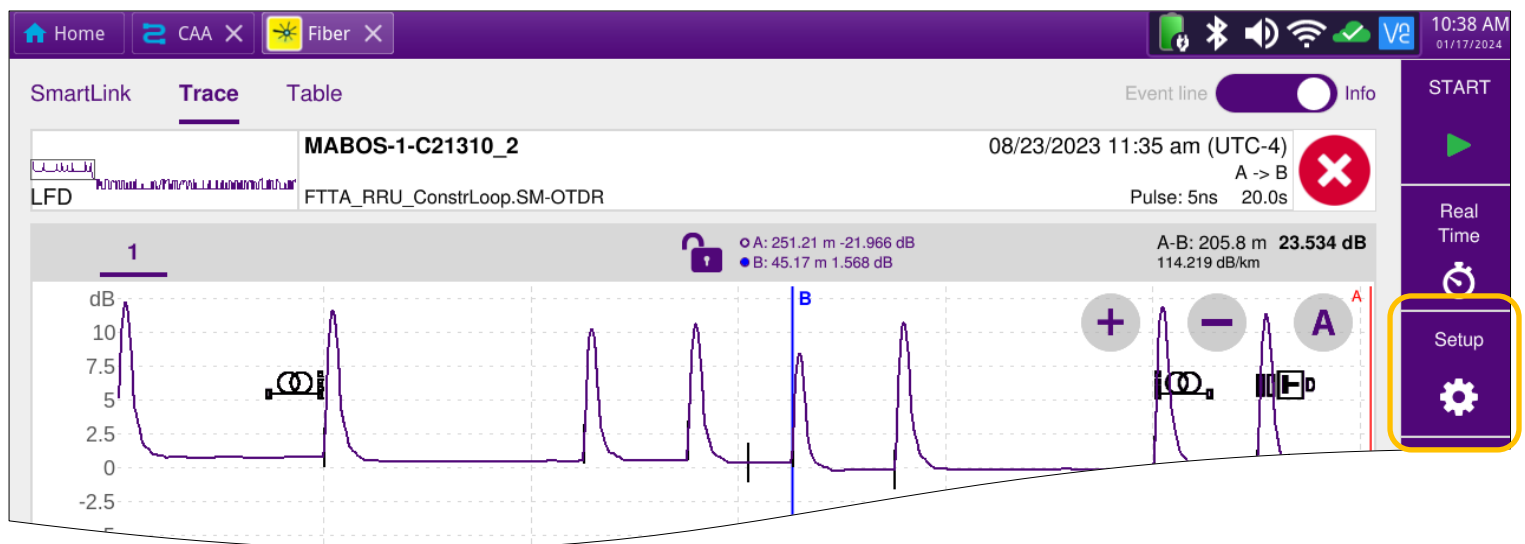 Home CAA Fiber 10:38 AM
01/17/2024
SmartLink Trace Table Event line Info
START
MABOS-1-C21310_2 08/23/2023 11:35 am (UTC-4)
A -> B
LFD FTTA_RRU_ConstrLoop.SM-OTDR Pulse: 5ns 20.0s
Real
Time
1 A: 251.21 m -21.966 dB A-B: 205.8 m 23.534 dB
B: 45.17 m 1.568 dB 114.219 dB/km
dB B A
A
10
7.5
5
2.5
0
-2.5
Setup